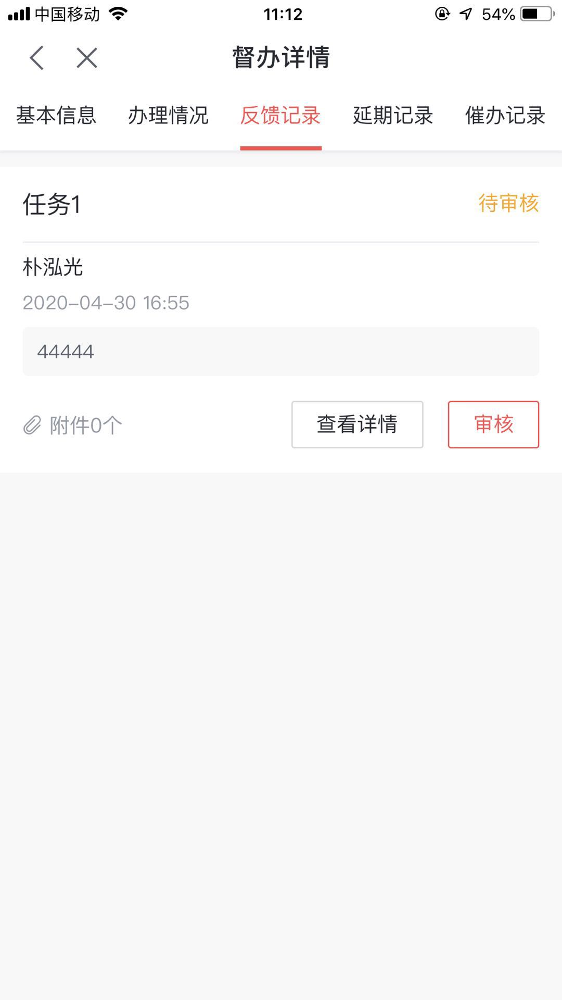 中国移动 11:12 54%
督办详情
基本信息 办理情况 反馈记录 延期记录 催办记录
任务1 待审核
朴泓光
2020-04-30 16:55
44444
附件0个 查看详情 审核